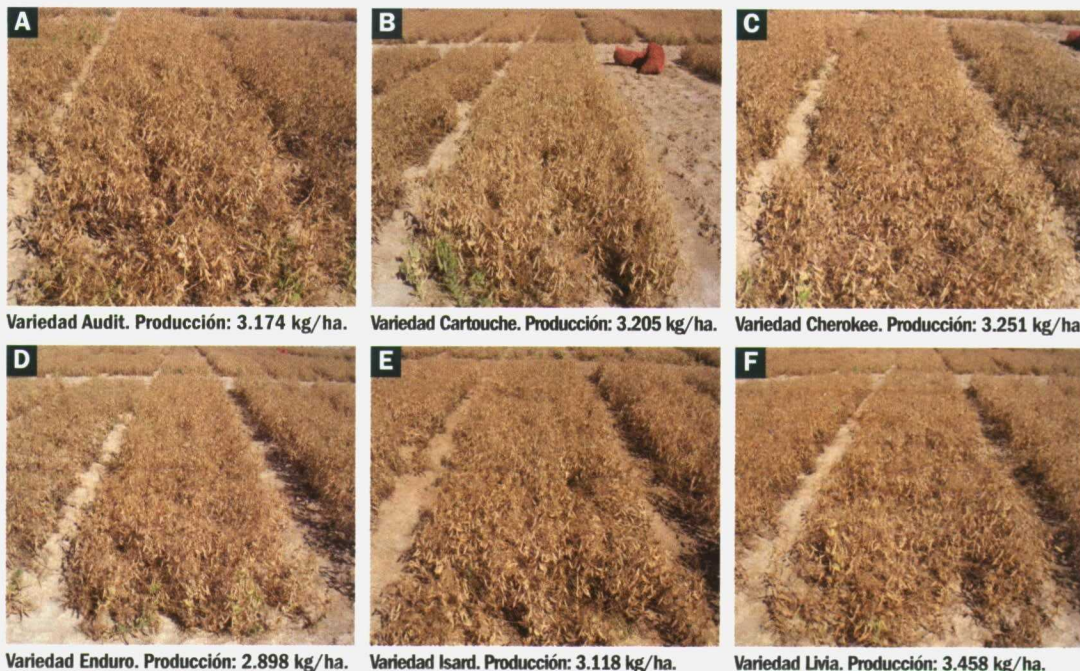 A
B
C
Variedad Audit. Producción: 3.174 kg/ha.
Variedad Cartouche. Producción: 3.205 kg/ha.
Variedad Cherokee. Producción: 3.251 kg/ha
D
E
F
Variedad Enduro. Producción: 2.898 kg/ha.
Variedad Isard. Producción: 3.118 kg/ha.
Variedad Livia. Producción: 3.458 kg/ha.